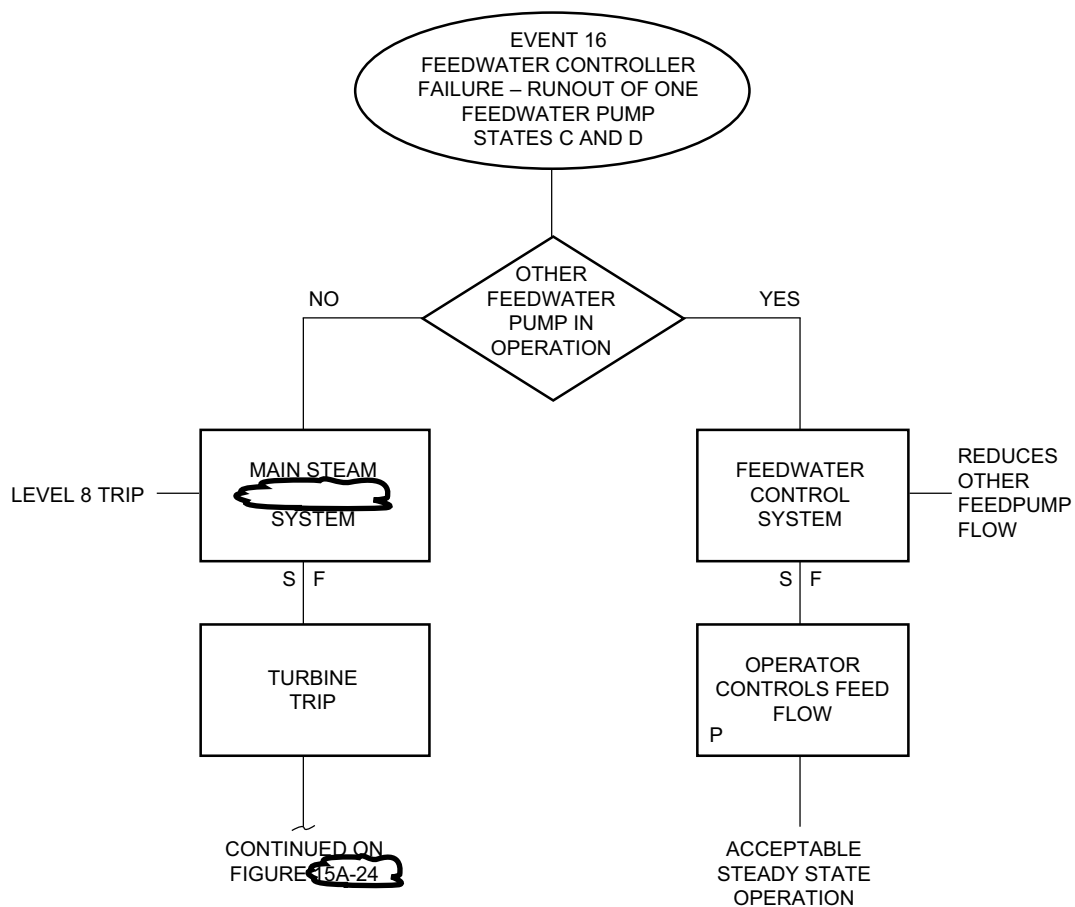 EVENT 16
FEEDWATER CONTROLLER
FAILURE – RUNOUT OF ONE
FEEDWATER PUMP
STATES C AND D
OTHER
FEEDWATER
PUMP IN
OPERATION
NO
YES
LEVEL 8 TRIP
MAIN STEAM
SYSTEM
FEEDWATER
CONTROL
SYSTEM
REDUCES
OTHER
FEEDPUMP
FLOW
S F
S F
TURBINE
TRIP
OPERATOR
CONTROLS FEED
FLOW
P
CONTINUED ON
FIGURE 15A-24
ACCEPTABLE
STEADY STATE
OPERATION